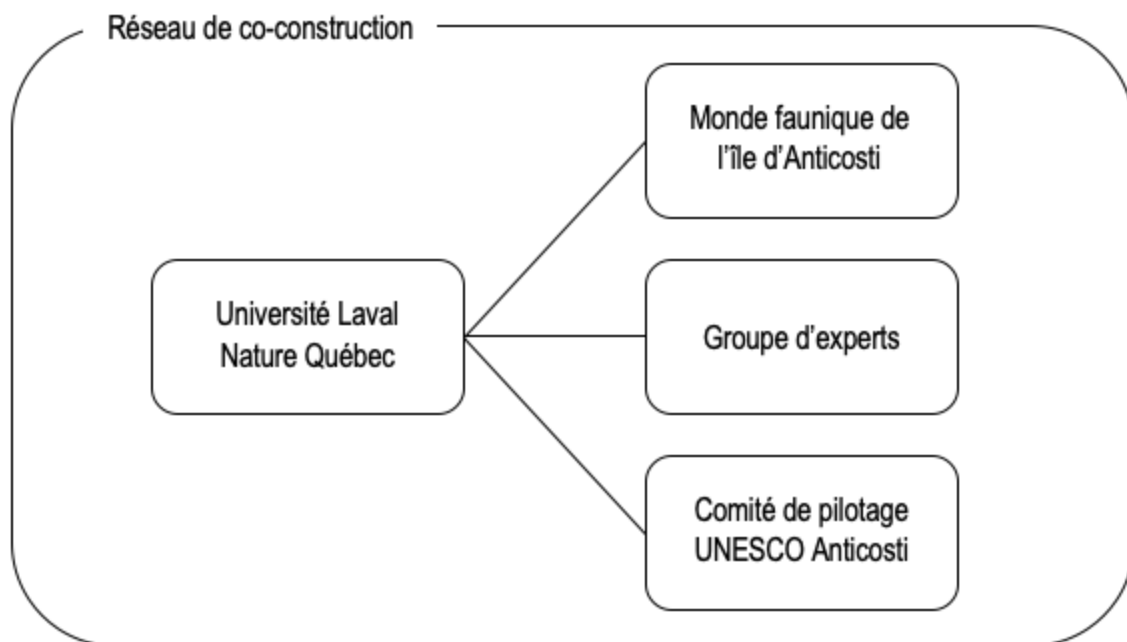 Réseau de co-construction
Monde faunique de
l'île d'Anticosti
Université Laval
Nature Québec
Groupe d'experts
Comité de pilotage
UNESCO Anticosti